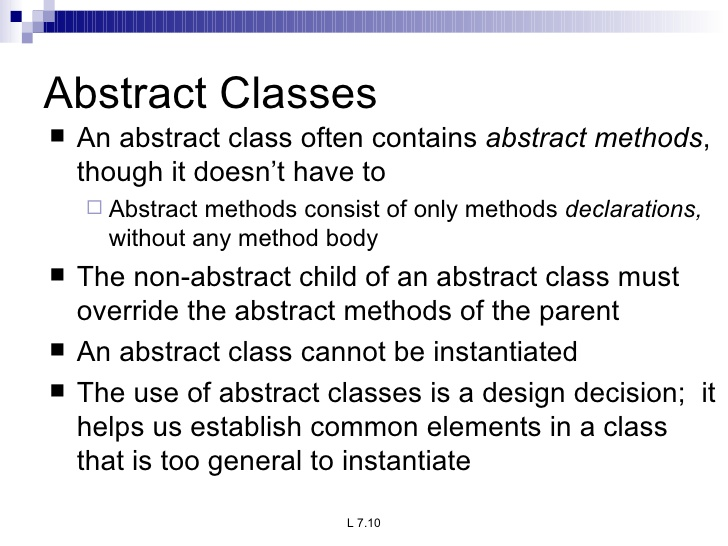 Abstract Classes
An abstract class often contains abstract methods,
though it doesn’t have to
Abstract methods consist of only methods declarations,
without any method body
The non-abstract child of an abstract class must
override the abstract methods of the parent
An abstract class cannot be instantiated
The use of abstract classes is a design decision;  it
helps us establish common elements in a class
that is too general to instantiate
L 7.10